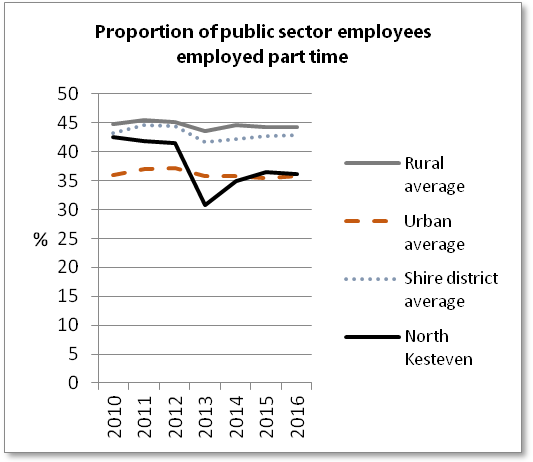 Proportion of public sector employees
employed part time
50
45
40
35
30
25
20
15
10
5
0
%
2010
2011
2012
2013
2014
2015
2016
Rural
average
Urban
average
Shire district
average
North
Kesteven